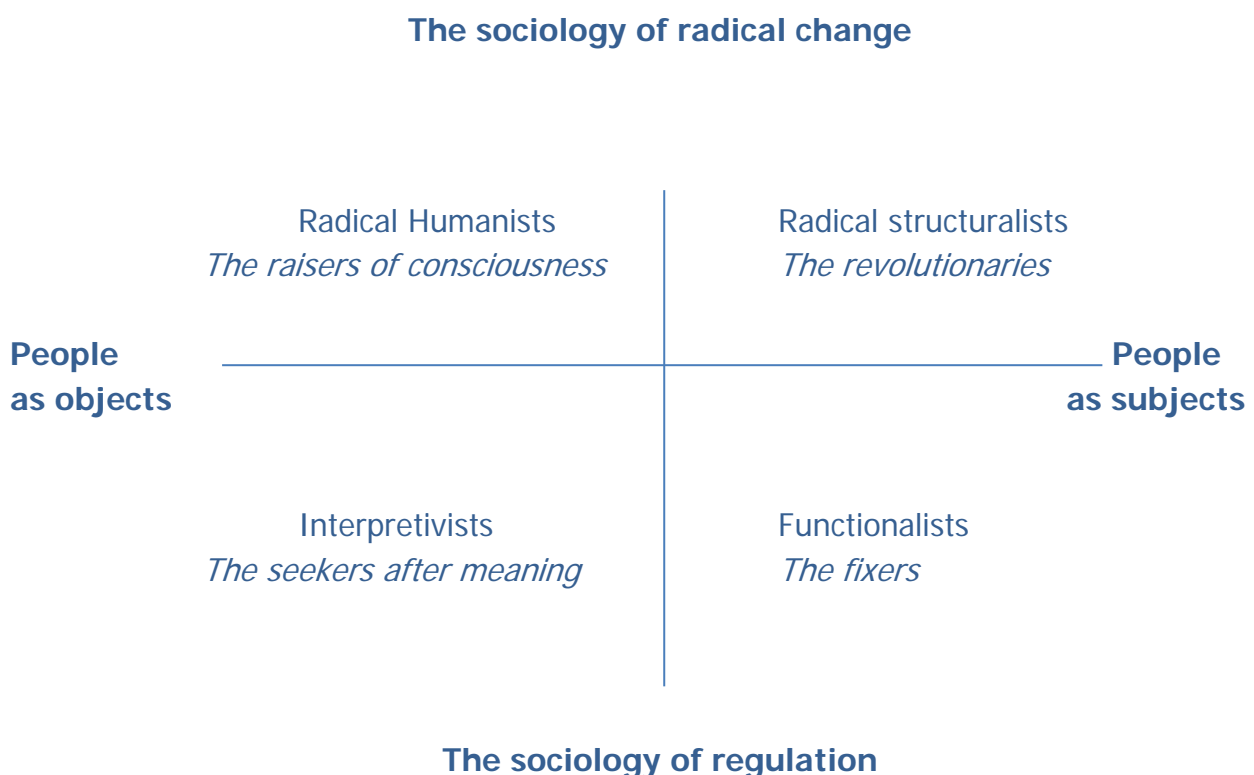 The sociology of radical change
Radical Humanists
The raisers of consciousness
Radical structuralists
The revolutionaries
People
as objects
People
as subjects
Interpretivists
The seekers after meaning
Functionalists
The fixers
The sociology of regulation